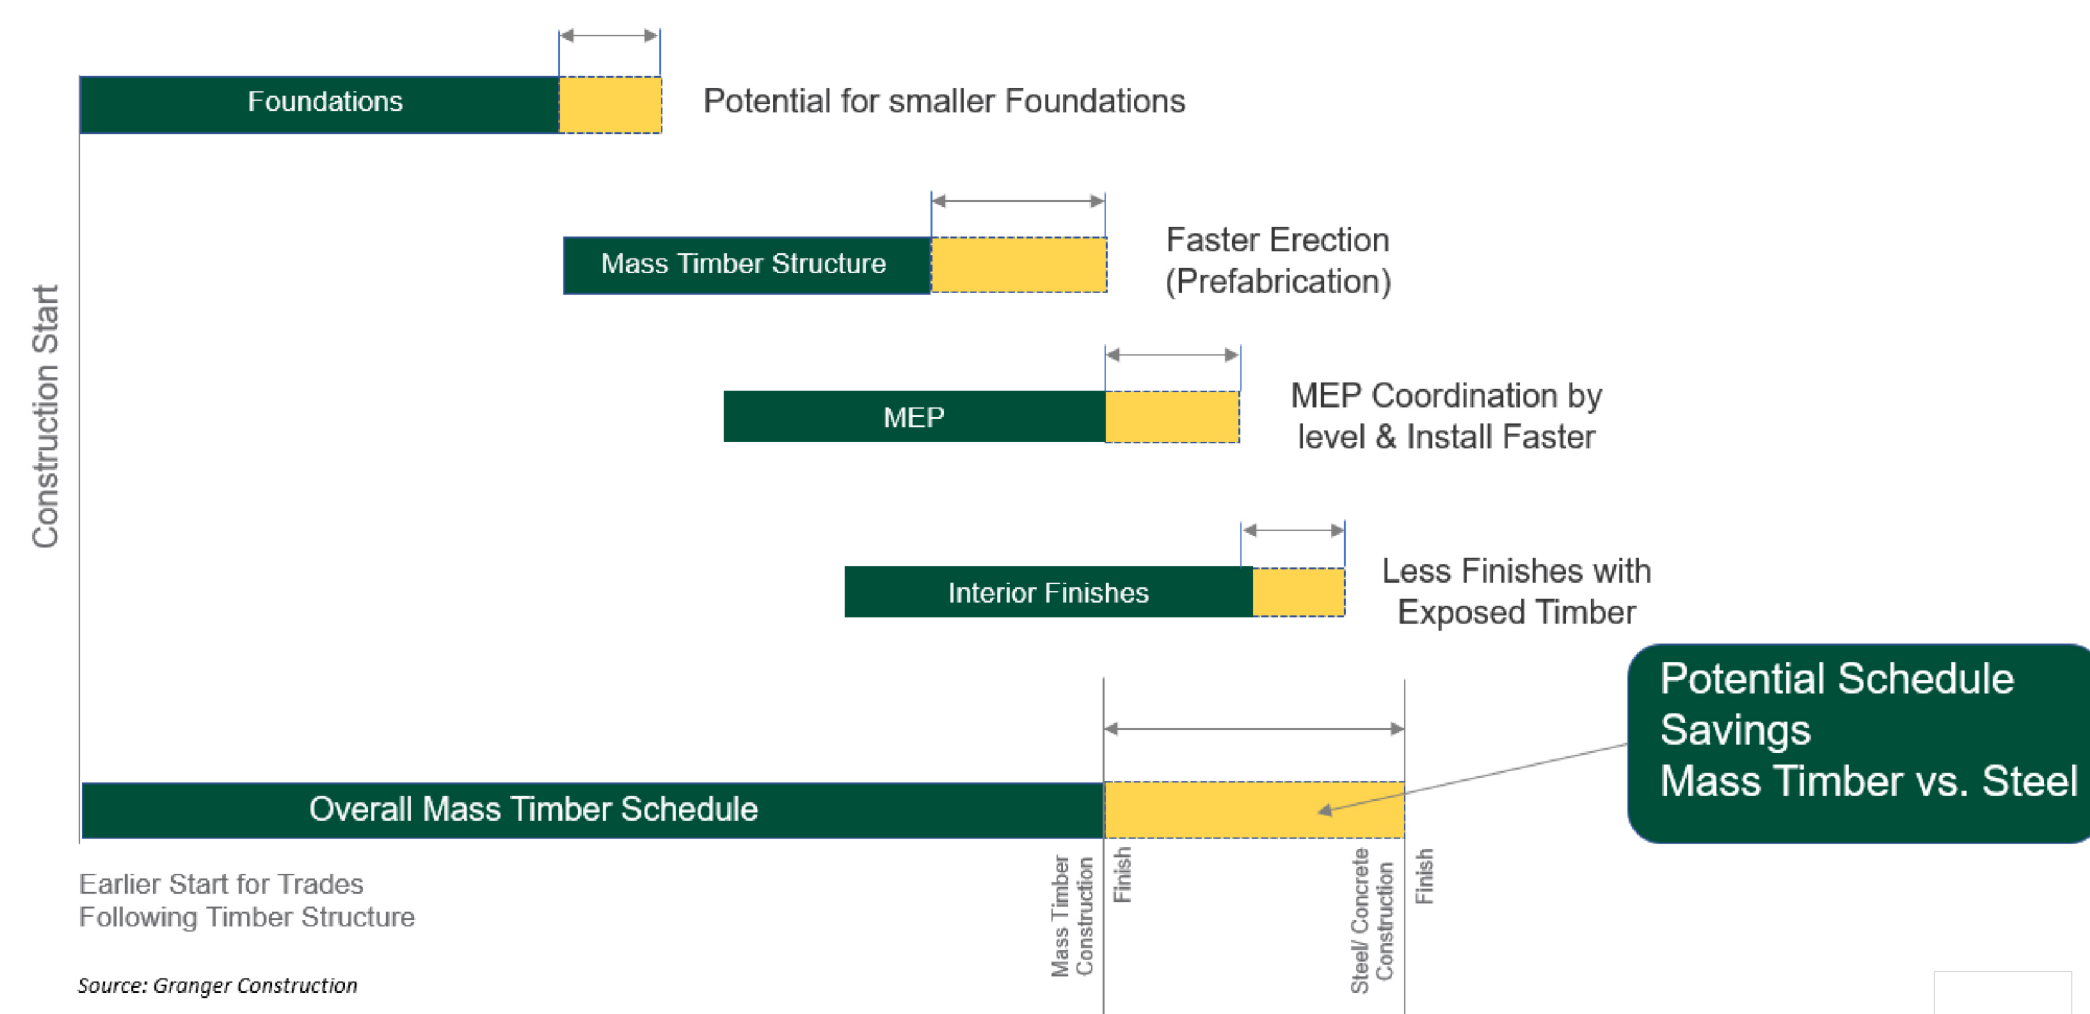 Foundations
Potential for smaller Foundations
Mass Timber Structure
Faster Erection
(Prefabrication)
MEP
MEP Coordination by
level & Install Faster
Interior Finishes
Less Finishes with
Exposed Timber
Construction Start
Potential Schedule
Savings
Mass Timber vs. Steel
Overall Mass Timber Schedule
Mass Timber
Construction
Finish
Steel/ Concrete
Construction
Finish
Earlier Start for Trades
Following Timber Structure
Source: Granger Construction